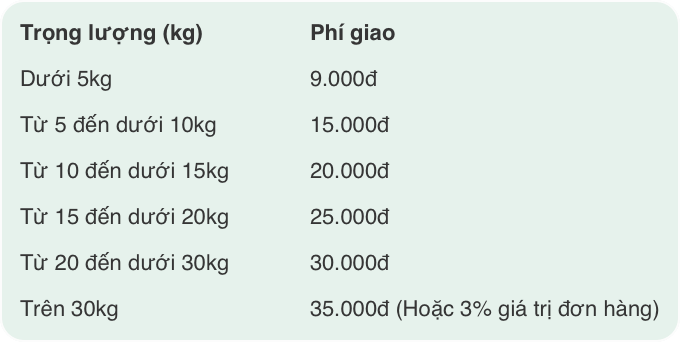 Trọng lượng (kg) Phí giao
Dưới 5kg 9.000đ
Từ 5 đến dưới 10kg 15.000đ
Từ 10 đến dưới 15kg 20.000đ
Từ 15 đến dưới 20kg 25.000đ
Từ 20 đến dưới 30kg 30.000đ
Trên 30kg 35.000đ (Hoặc 3% giá trị đơn hàng)